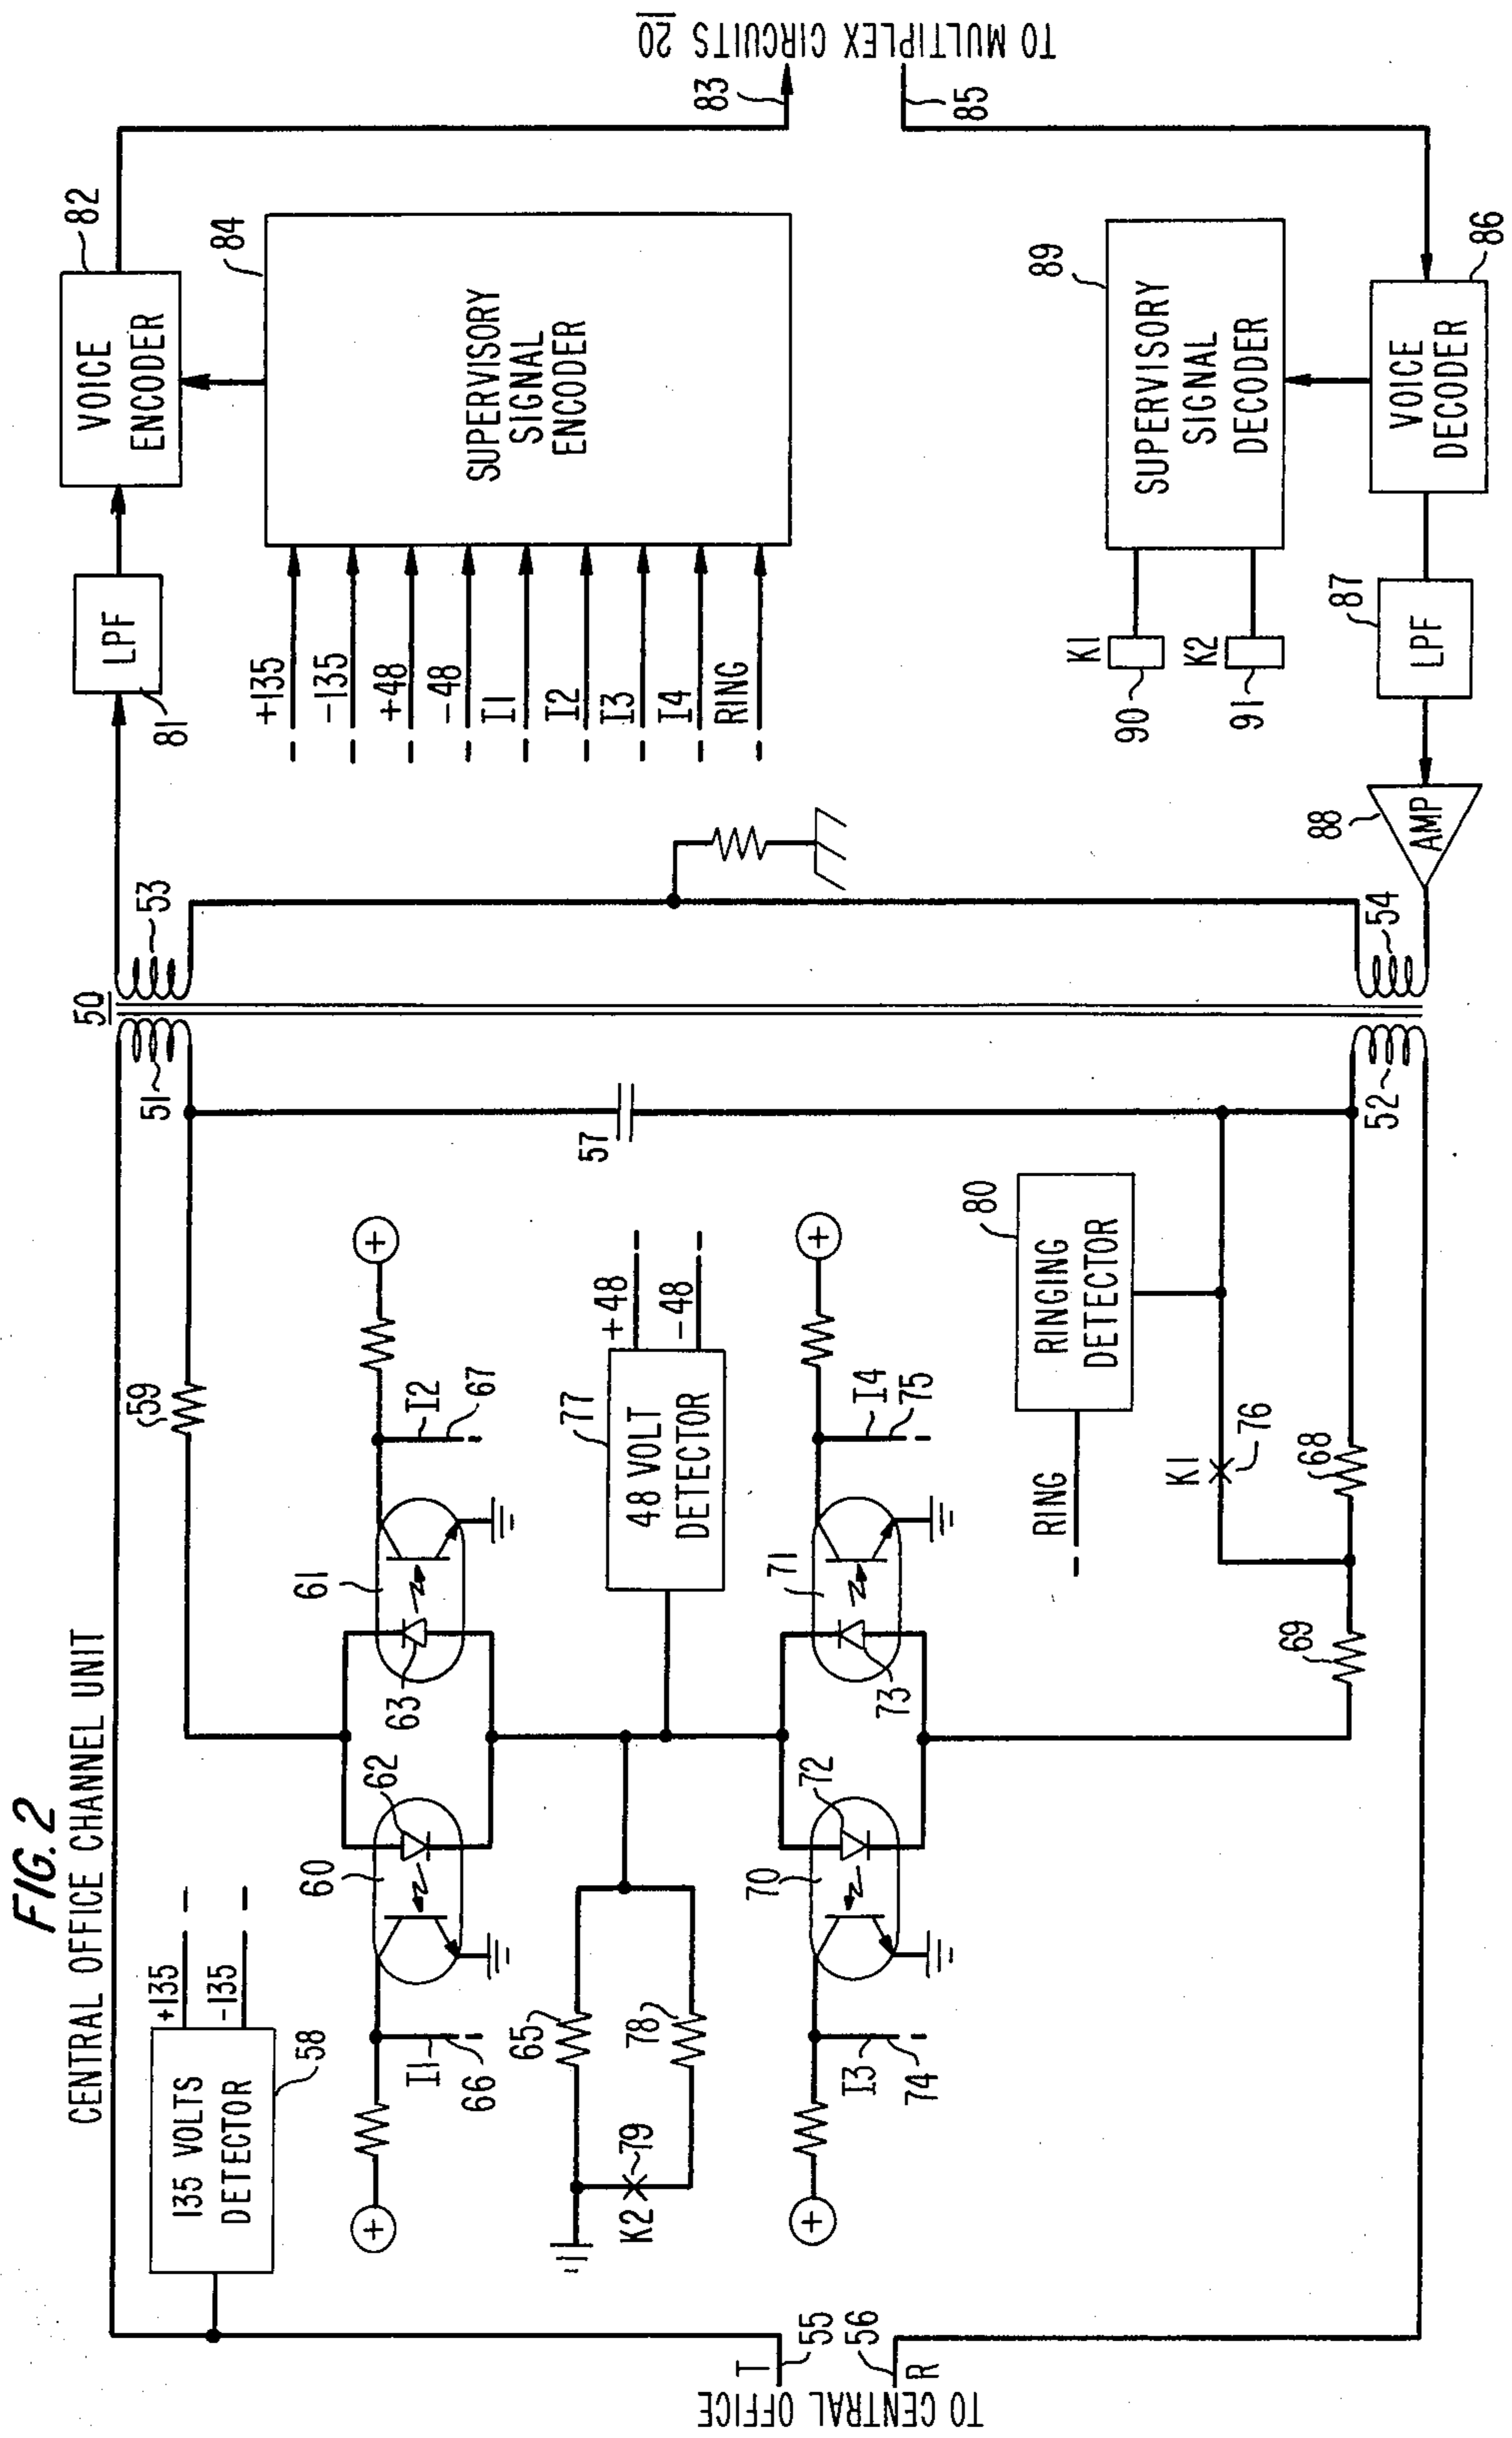 FIG. 2
CENTRAL OFFICE CHANNEL UNIT
135 VOLTS
DETECTOR
58
+135
-135
50
51
53
81
LPF
VOICE
ENCODER
82
83
TO MULTIPLEX CIRCUITS 20
85
84
SUPERVISORY
SIGNAL
ENCODER
+135
-135
+48
-48
I1
I2
I3
I4
RING
59
57
60
62
61
63
I1
66
I2
67
65
78
K2
79
77
48 VOLT
DETECTOR
+48
-48
70
72
71
73
I3
74
I4
75
80
RINGING
DETECTOR
RING
K1
76
68
69
52
54
88
AMP
87
LPF
86
VOICE
DECODER
89
SUPERVISORY
SIGNAL
DECODER
K1
90
K2
91
T
55
56
R
TO CENTRAL OFFICE